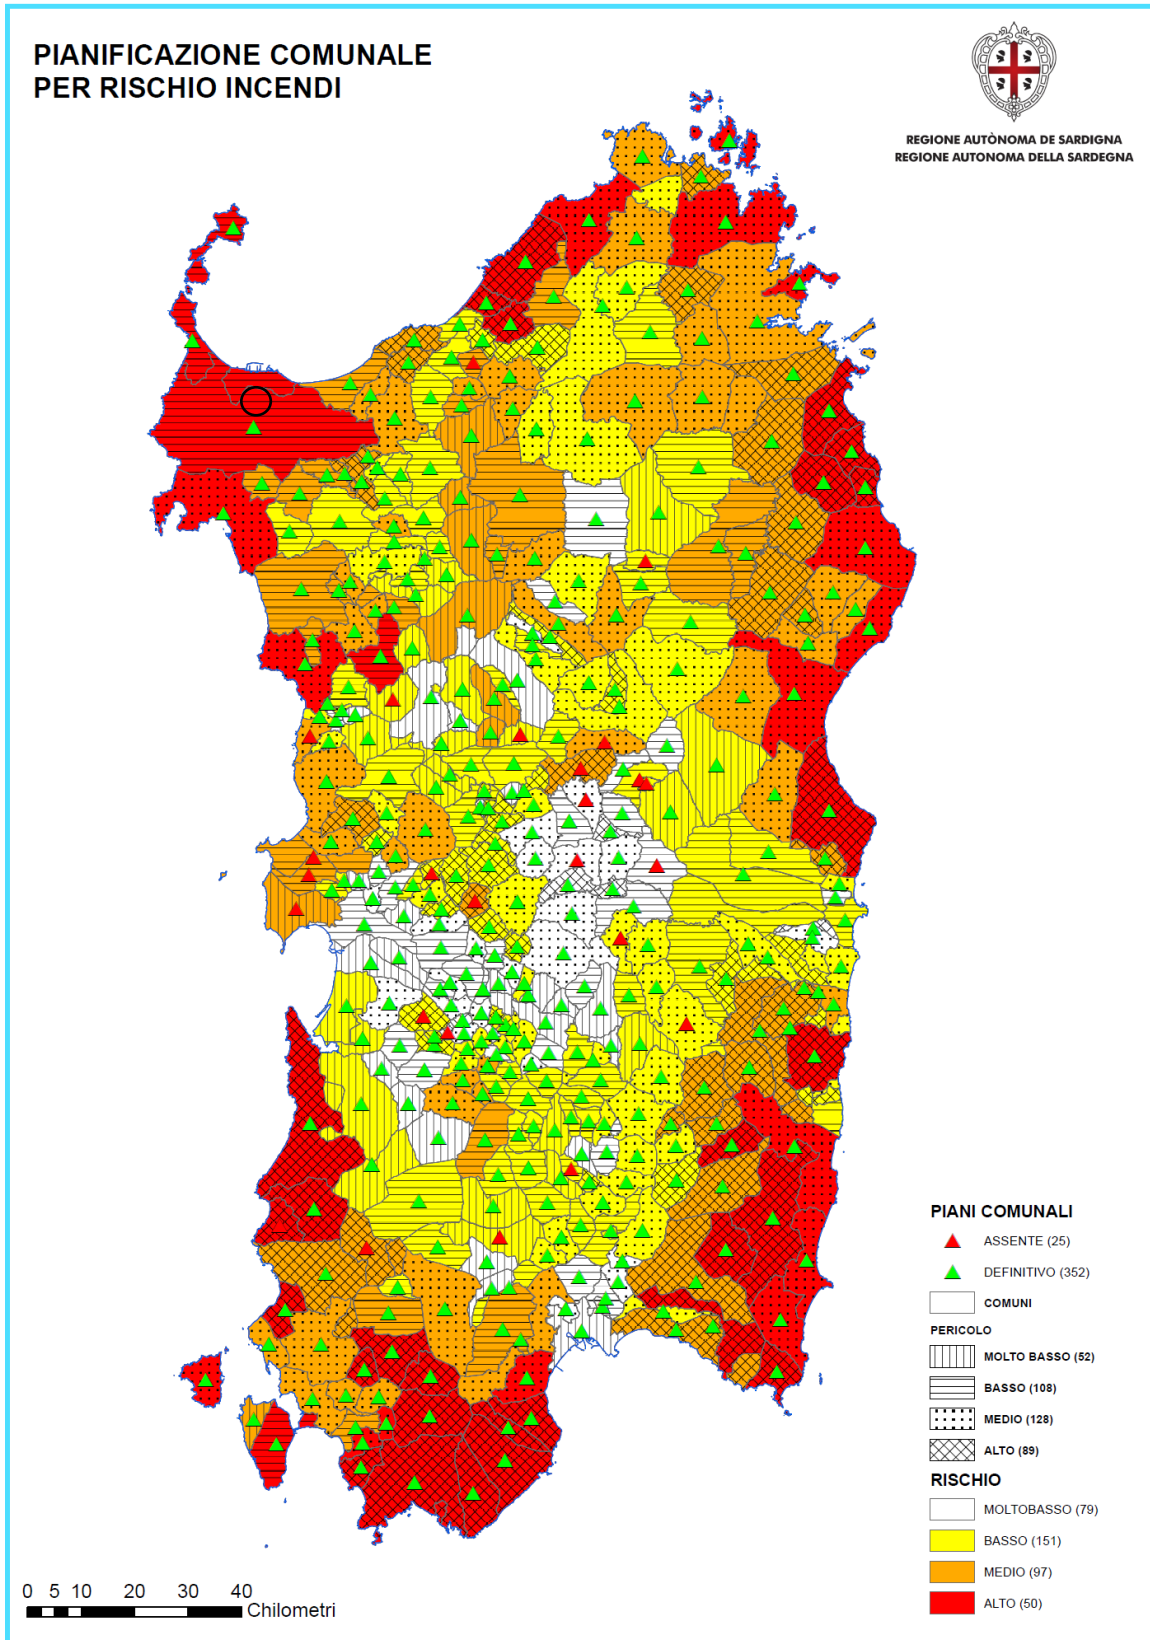 PIANIFICAZIONE COMUNALE
PER RISCHIO INCENDI
REGIONE AUTÒNOMA DE SARDIGNA
REGIONE AUTONOMA DELLA SARDEGNA
PIANI COMUNALI
ASSENTE (25)
DEFINITIVO (352)
COMUNI
PERICOLO
MOLTO BASSO (52)
BASSO (108)
MEDIO (128)
ALTO (89)
RISCHIO
MOLTOBASSO (79)
BASSO (151)
MEDIO (97)
ALTO (50)
0 5 10 20 30 40
Chilometri